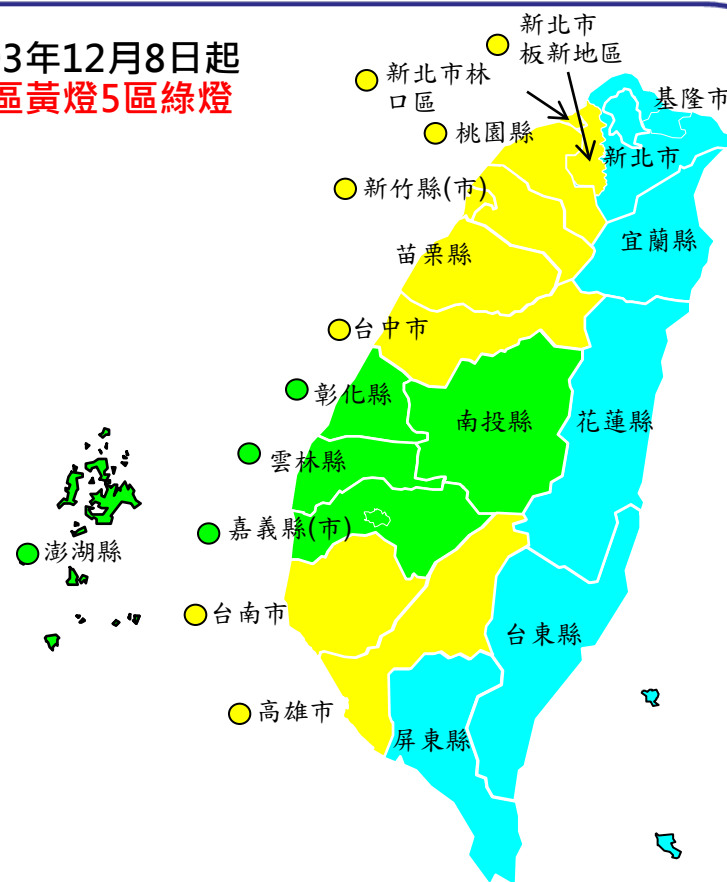 3年12月8日起
區黃燈5區綠燈
新北市
板新地區
新北市林
口區
基隆市
桃園縣
新北市
新竹縣(市)
宜蘭縣
苗栗縣
台中市
彰化縣
南投縣
花蓮縣
雲林縣
嘉義縣(市)
澎湖縣
台南市
台東縣
高雄市
屏東縣